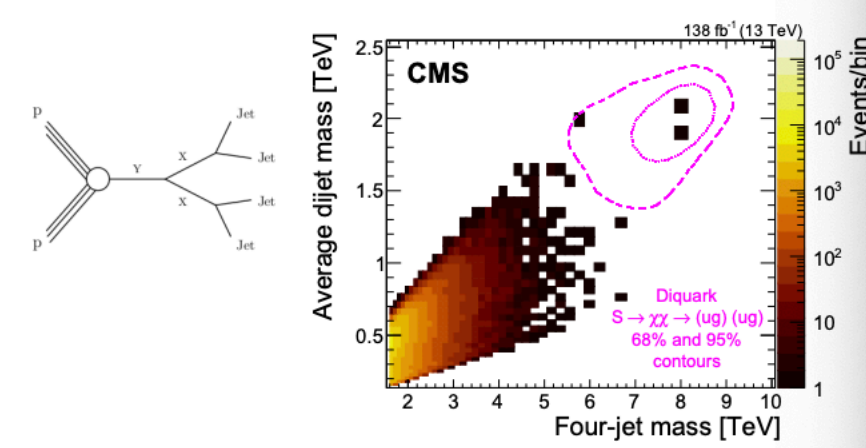 p
p
Y
X
X
Jet
Jet
Jet
Jet
138 fb⁻¹ (13 TeV)
CMS
Average dijet mass [TeV]
2.5
2
1.5
1
0.5
2 3 4 5 6 7 8 9 10
Four-jet mass [TeV]
Diquark
S → χχ → (ug) (ug)
68% and 95%
contours
10⁵
10⁴
10³
10²
10
1
Events/bin